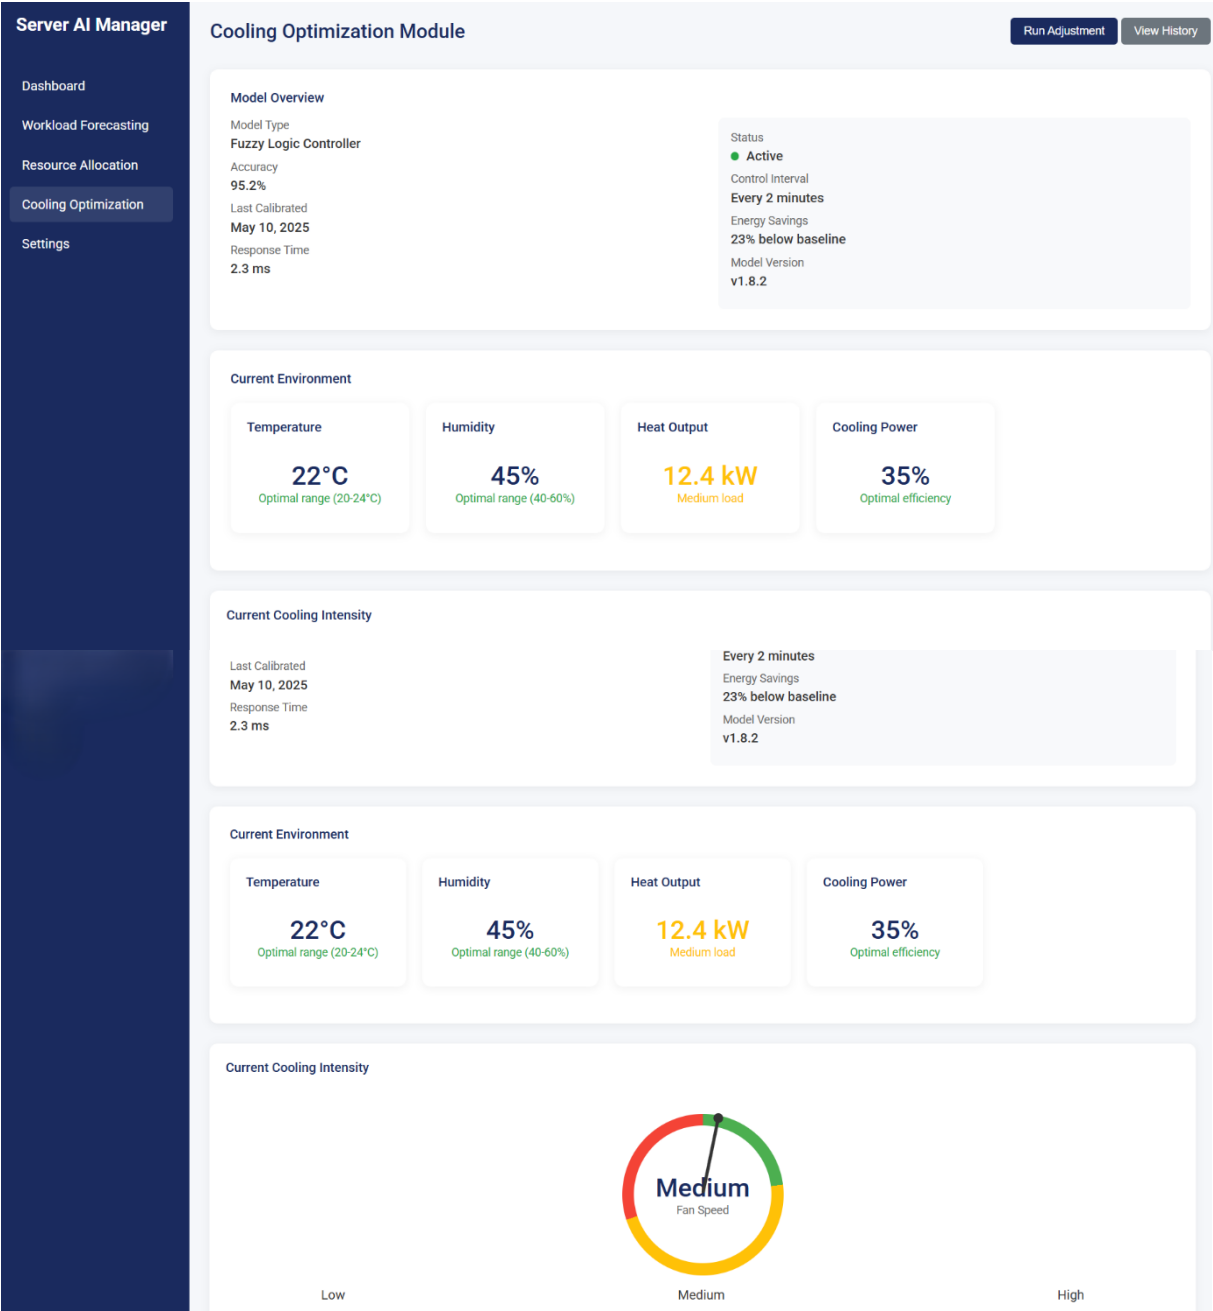 Server AI Manager
Dashboard
Workload Forecasting
Resource Allocation
Cooling Optimization
Settings
Cooling Optimization Module
Run Adjustment
View History
Model Overview
Model Type
Fuzzy Logic Controller
Accuracy
95.2%
Last Calibrated
May 10, 2025
Response Time
2.3 ms
Status
Active
Control Interval
Every 2 minutes
Energy Savings
23% below baseline
Model Version
v1.8.2
Current Environment
Temperature
22°C
Optimal range (20-24°C)
Humidity
45%
Optimal range (40-60%)
Heat Output
12.4 kW
Medium load
Cooling Power
35%
Optimal efficiency
Current Cooling Intensity
Last Calibrated
May 10, 2025
Response Time
2.3 ms
Every 2 minutes
Energy Savings
23% below baseline
Model Version
v1.8.2
Current Environment
Temperature
22°C
Optimal range (20-24°C)
Humidity
45%
Optimal range (40-60%)
Heat Output
12.4 kW
Medium load
Cooling Power
35%
Optimal efficiency
Current Cooling Intensity
Medium
Fan Speed
Low
Medium
High